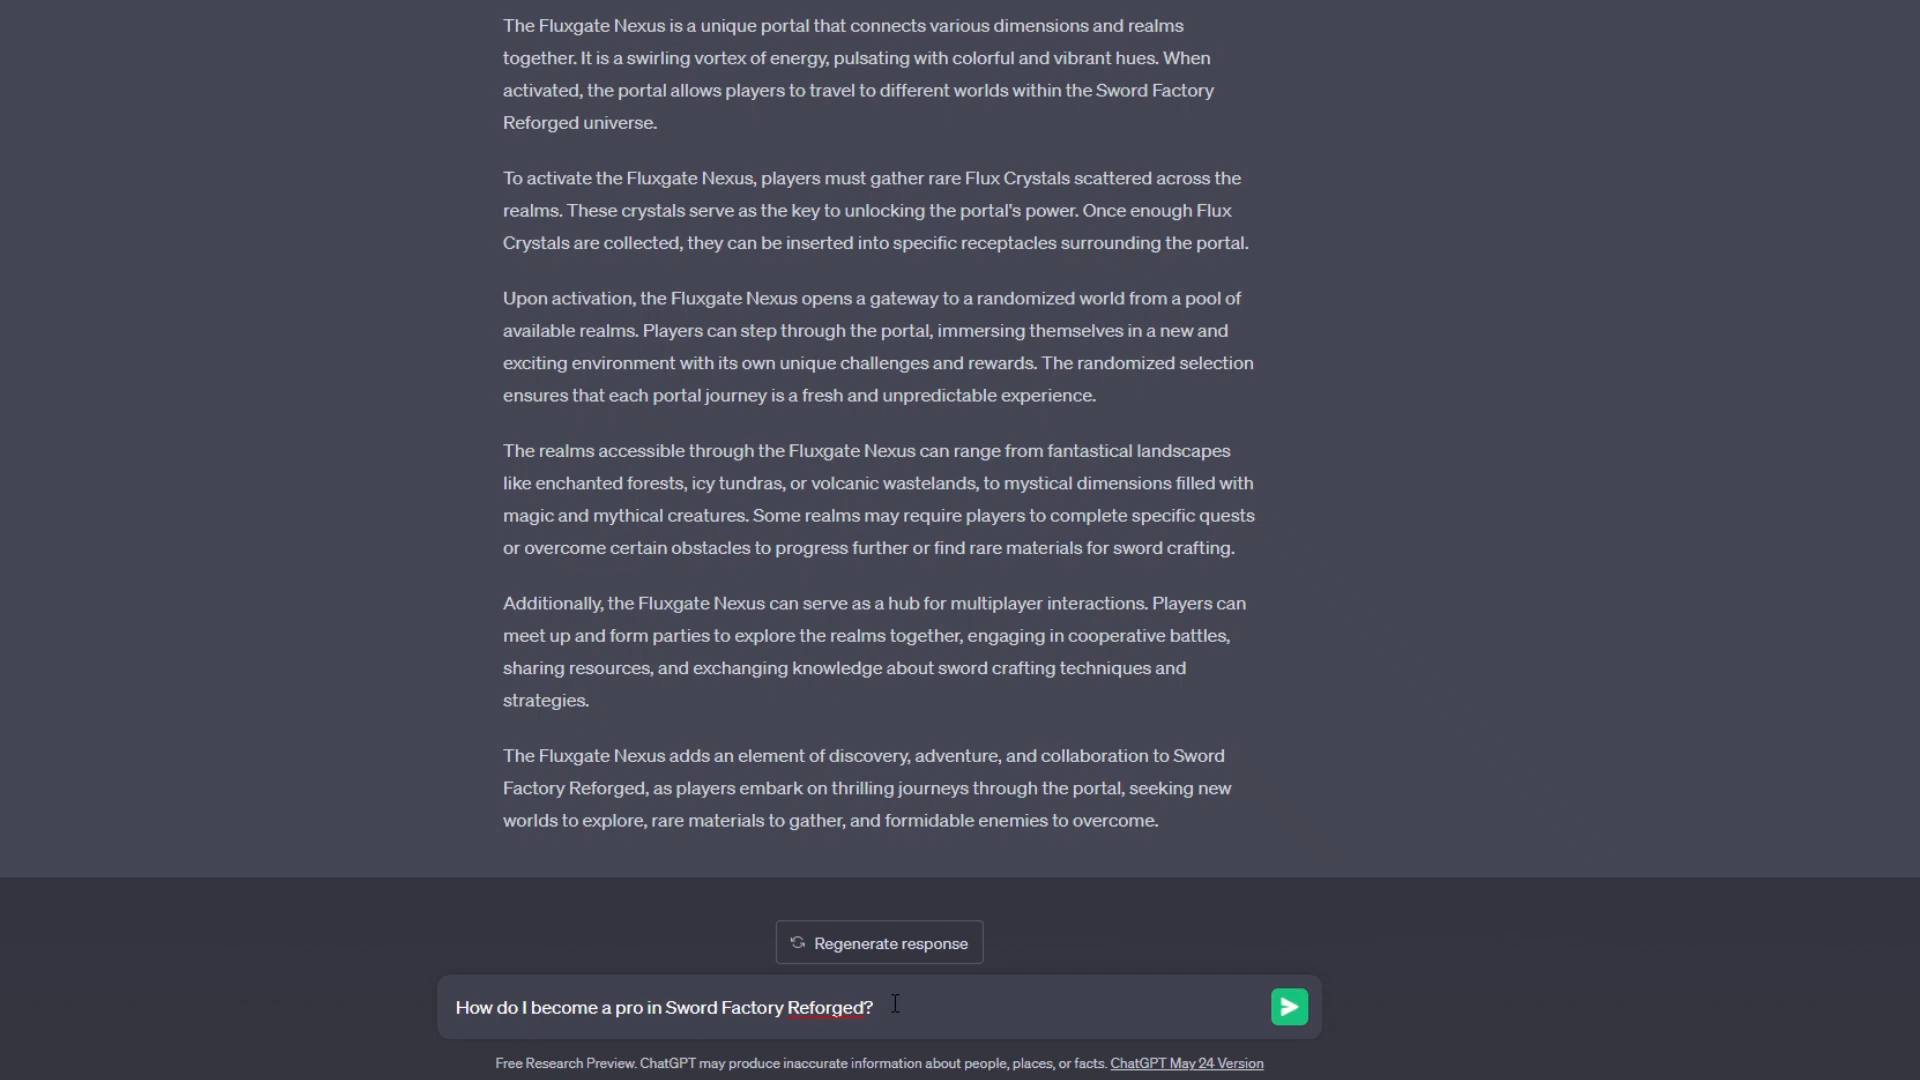 The Fluxgate Nexus is a unique portal that connects various dimensions and realms
together. It is a swirling vortex of energy, pulsating with colorful and vibrant hues. When
activated, the portal allows players to travel to different worlds within the Sword Factory
Reforged universe.
To activate the Fluxgate Nexus, players must gather rare Flux Crystals scattered across the
realms. These crystals serve as the key to unlocking the portal's power. Once enough Flux
Crystals are collected, they can be inserted into specific receptacles surrounding the portal.
Upon activation, the Fluxgate Nexus opens a gateway to a randomized world from a pool of
available realms. Players can step through the portal, immersing themselves in a new and
exciting environment with its own unique challenges and rewards. The randomized selection
ensures that each portal journey is a fresh and unpredictable experience.
The realms accessible through the Fluxgate Nexus can range from fantastical landscapes
like enchanted forests, icy tundras, or volcanic wastelands, to mystical dimensions filled with
magic and mythical creatures. Some realms may require players to complete specific quests
or overcome certain obstacles to progress further or find rare materials for sword crafting.
Additionally, the Fluxgate Nexus can serve as a hub for multiplayer interactions. Players can
meet up and form parties to explore the realms together, engaging in cooperative battles,
sharing resources, and exchanging knowledge about sword crafting techniques and
strategies.
The Fluxgate Nexus adds an element of discovery, adventure, and collaboration to Sword
Factory Reforged, as players embark on thrilling journeys through the portal, seeking new
worlds to explore, rare materials to gather, and formidable enemies to overcome.
Regenerate response
How do I become a pro in Sword Factory Reforged?
Free Research Preview. ChatGPT may produce inaccurate information about people, places, or facts. ChatGPT May 24 Version